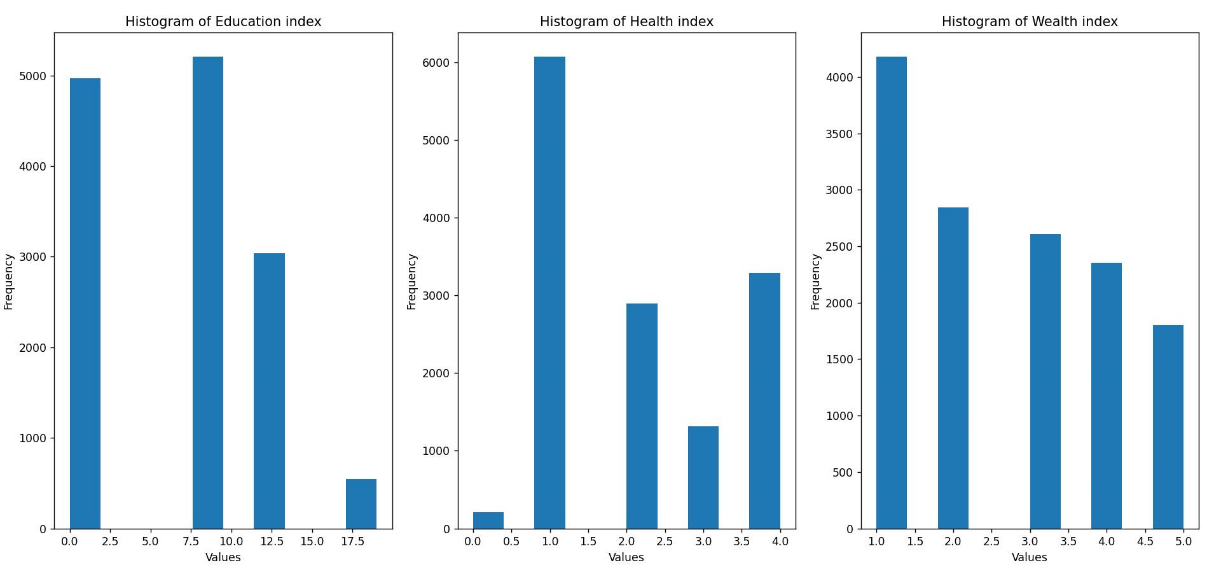 Histogram of Education index
5000
4000
3000
2000
1000
0
Frequency
0.0 2.5 5.0 7.5 10.0 12.5 15.0 17.5
Values
Histogram of Health index
6000
5000
4000
3000
2000
1000
0
Frequency
0.0 0.5 1.0 1.5 2.0 2.5 3.0 3.5 4.0
Values
Histogram of Wealth index
4000
3500
3000
2500
2000
1500
1000
500
0
Frequency
1.0 1.5 2.0 2.5 3.0 3.5 4.0 4.5 5.0
Values